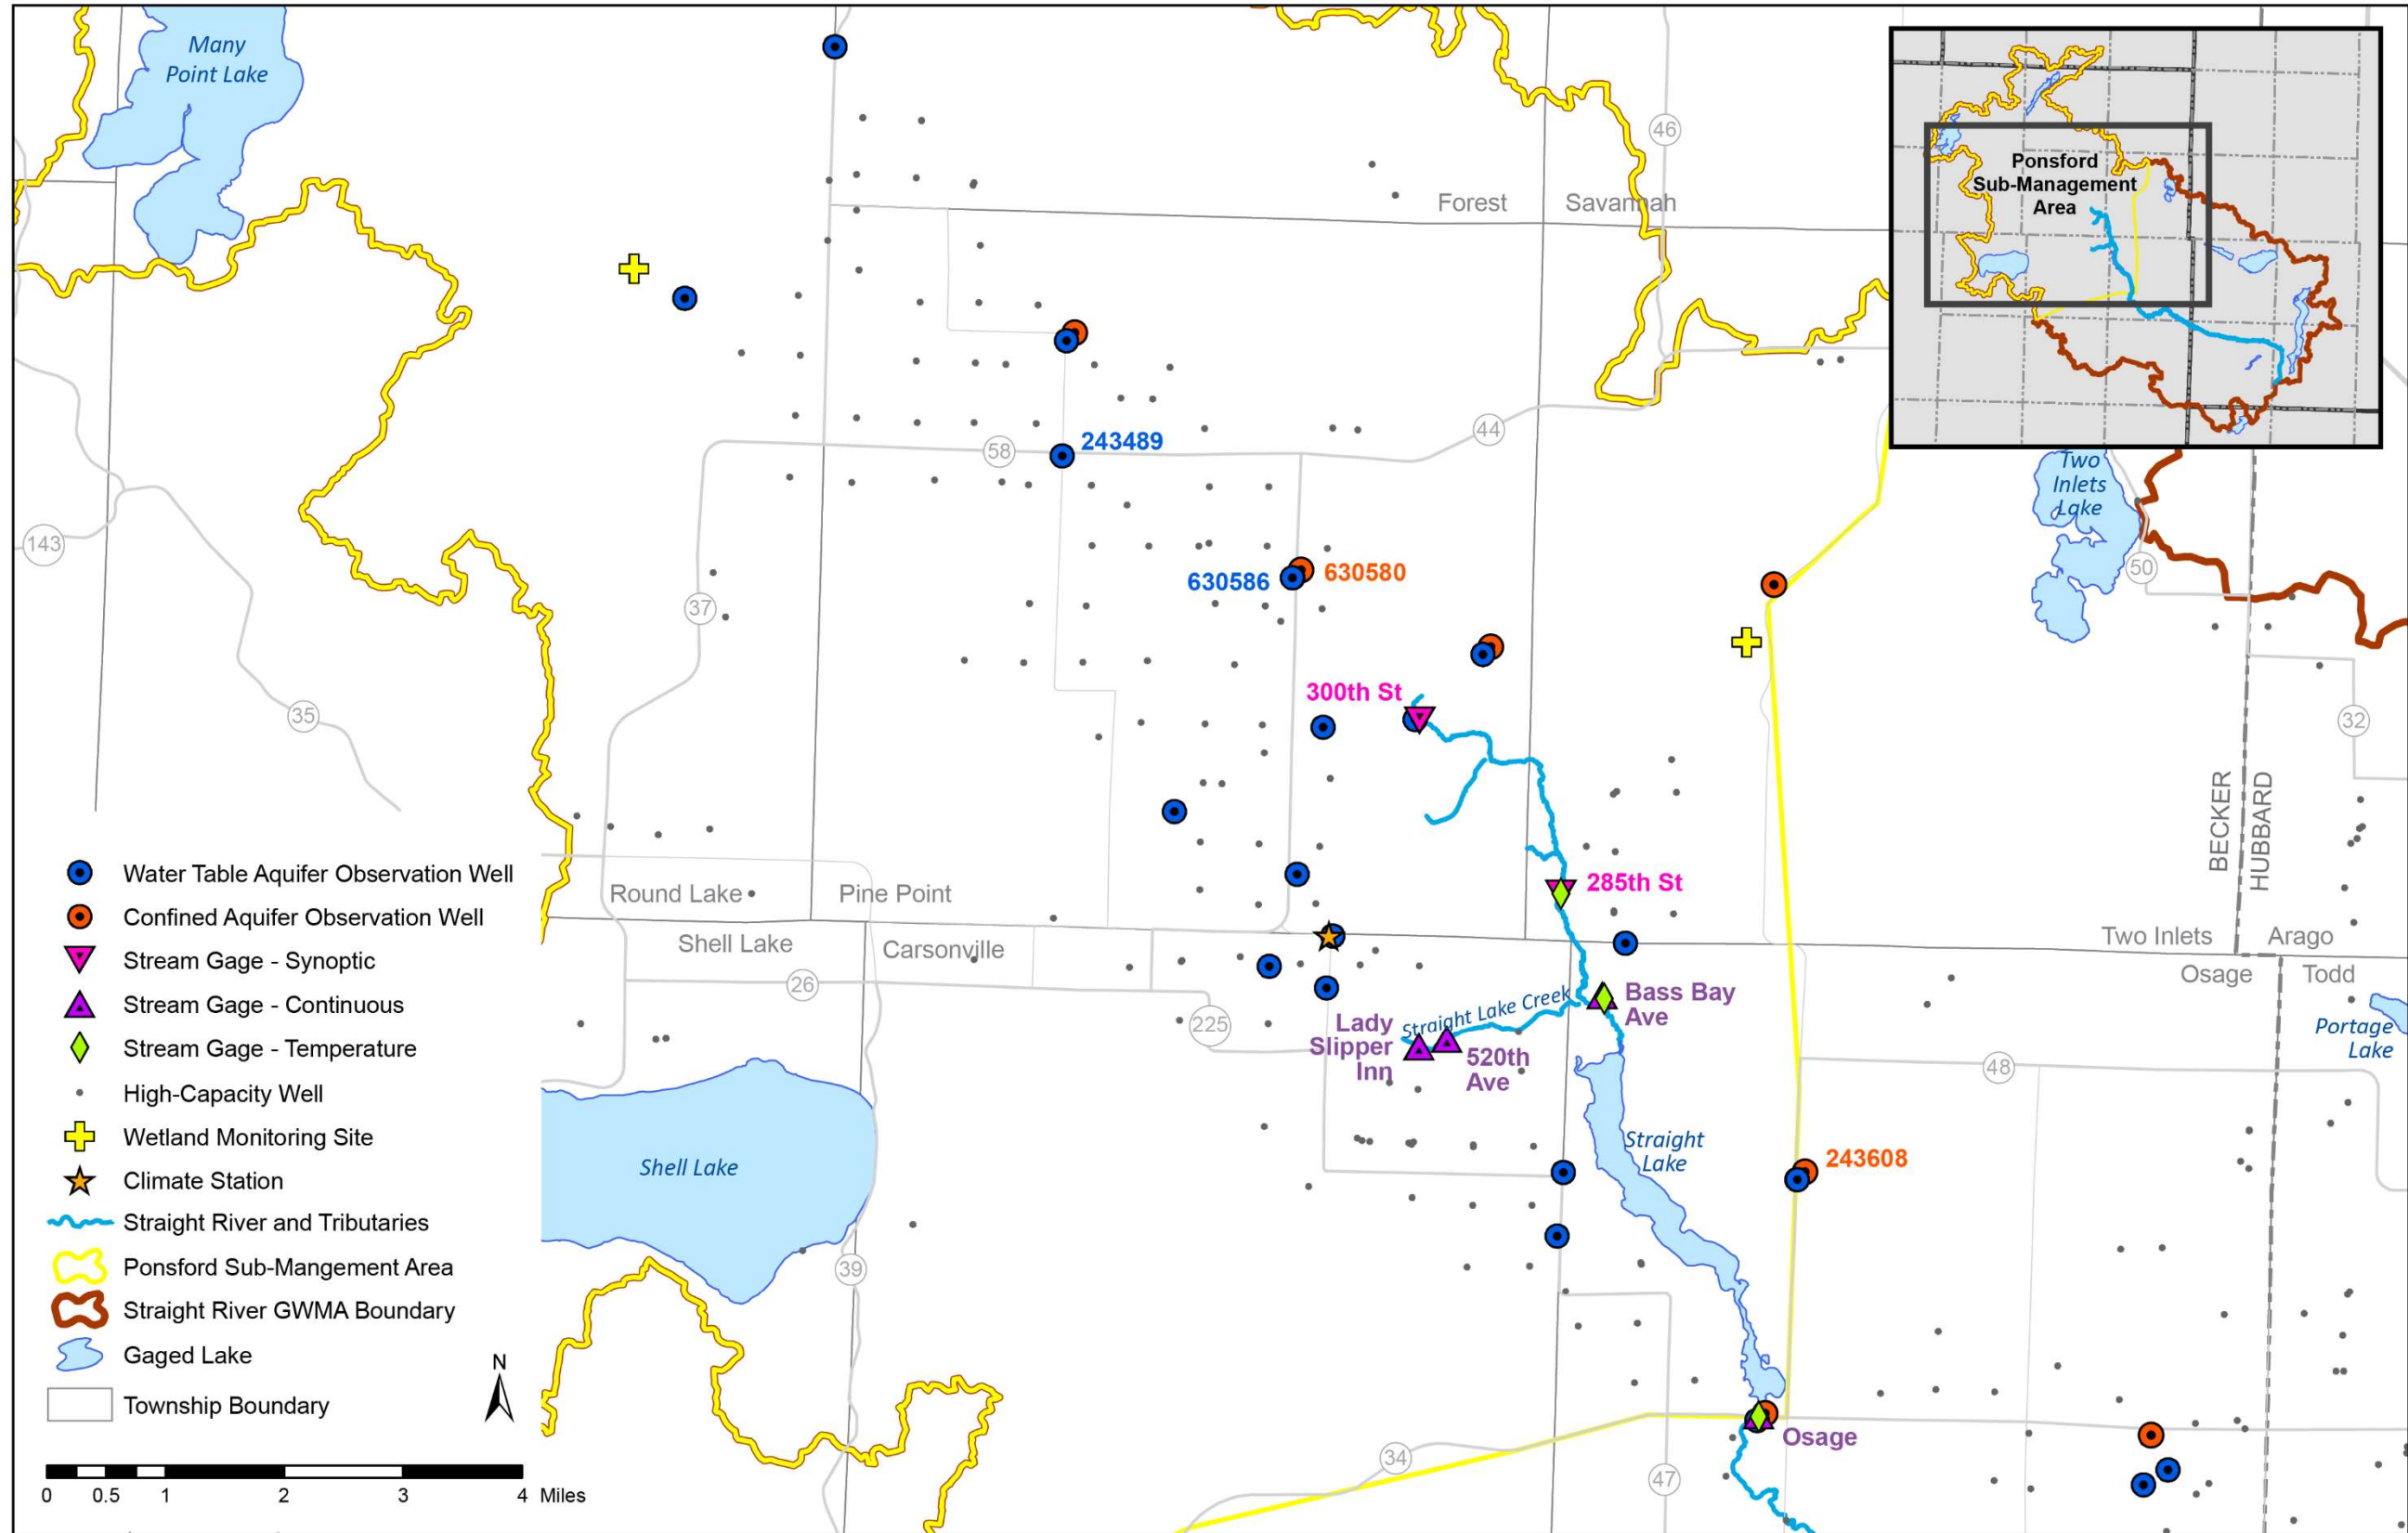 Many
Point Lake
46
Forest
Savannah
Ponsford
Sub-Management
Area
58
243489
44
Two
Inlets
Lake
143
50
630586
630580
37
35
300th St
32
BECKER
HUBBARD
285th St
Round Lake
Pine Point
Shell Lake
Carsonville
Two Inlets
Arago
Osage
Todd
26
225
Straight Lake Creek
Bass Bay
Ave
Lady
Slipper
Inn
520th
Ave
Portage
Lake
48
Shell Lake
Straight
Lake
243608
39
34
47
Osage
Water Table Aquifer Observation Well
Confined Aquifer Observation Well
Stream Gage - Synoptic
Stream Gage - Continuous
Stream Gage - Temperature
High-Capacity Well
Wetland Monitoring Site
Climate Station
Straight River and Tributaries
Ponsford Sub-Mangement Area
Straight River GWMA Boundary
Gaged Lake
Township Boundary
N
0 0.5 1 2 3 4 Miles